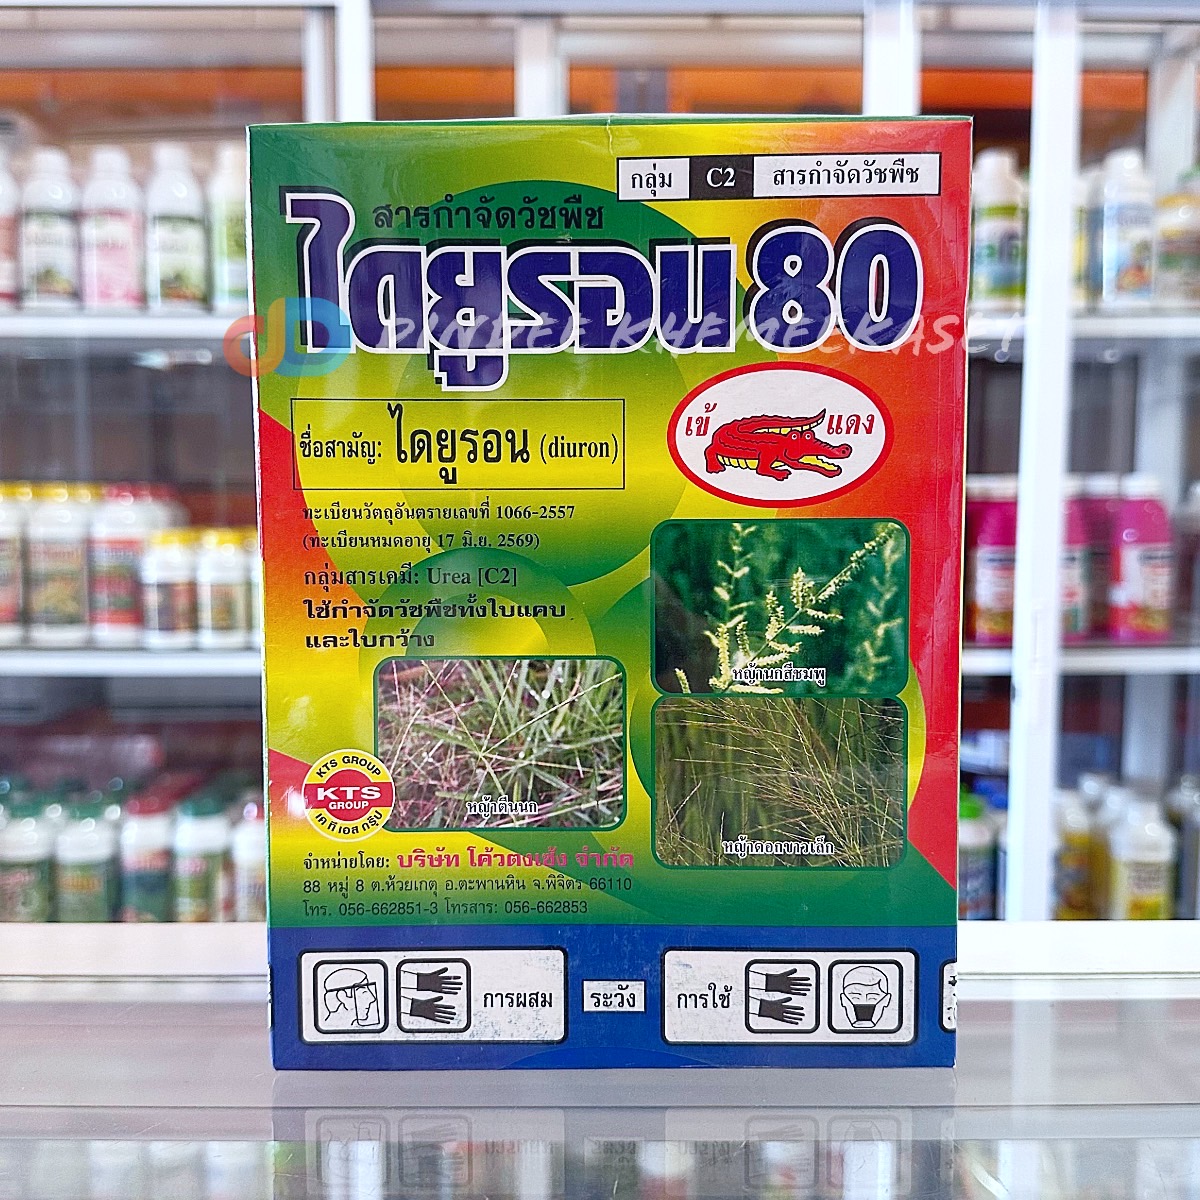 กลุ่ม C2 สารกำจัดวัชพืช
สารกำจัดวัชพืช
ไดยูรอน 80
DINDEE KHEMEEKASET
เข้ แดง
ชื่อสามัญ: ไดยูรอน (diuron)
ทะเบียนวัตถุอันตรายเลขที่ 1066-2557
(ทะเบียนหมดอายุ 17 มิ.ย. 2569)
กลุ่มสารเคมี: Urea [C2]
ใช้กำจัดวัชพืชทั้งใบแคบ
และใบกว้าง
หญ้านกสีชมพู
หญ้าตีนนก
หญ้าดอกขาวเล็ก
KTS GROUP
KTS
GROUP
เค ที เอส กรุ๊ป
จำหน่ายโดย: บริษัท โค้วตงเซ้ง จำกัด
88 หมู่ 8 ต.ห้วยเกตุ อ.ตะพานหิน จ.พิจิตร 66110
โทร. 056-662851-3 โทรสาร: 056-662853
การผสม ระวัง การใช้